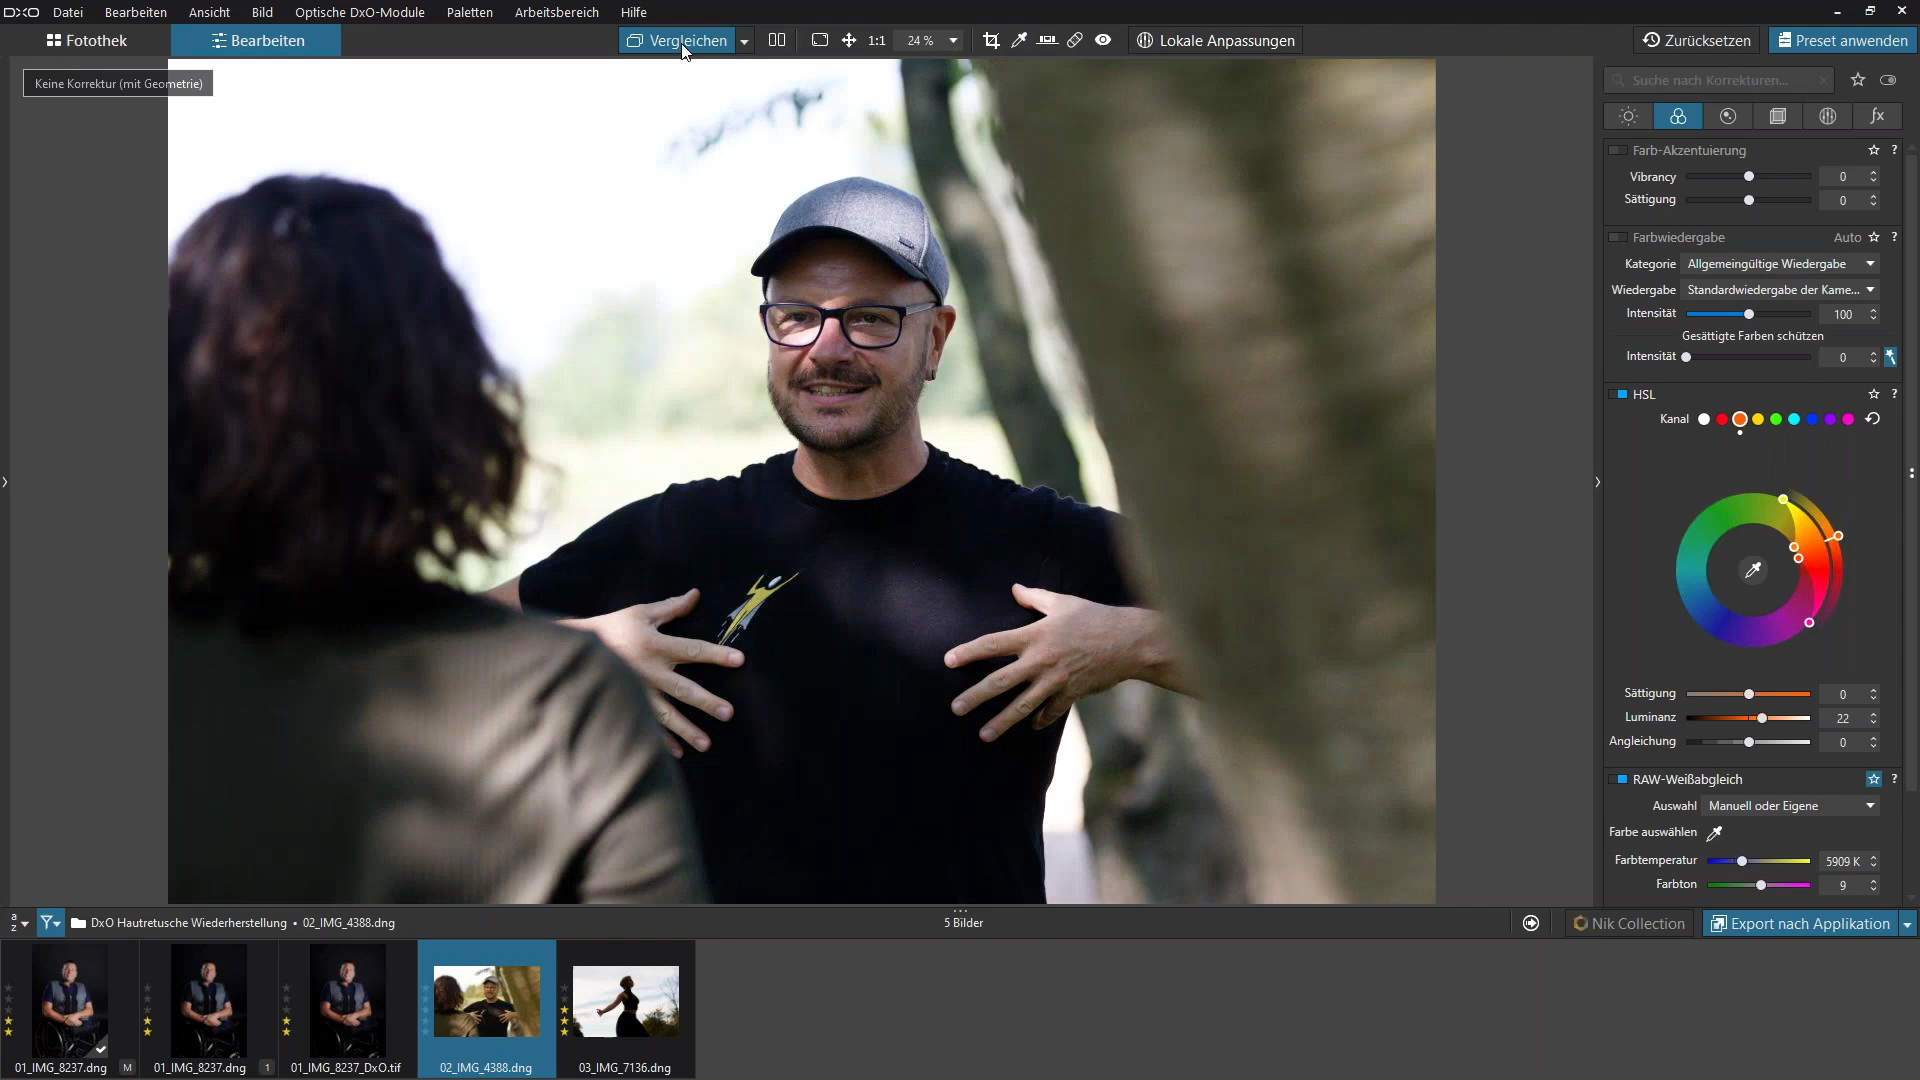 DXO Datei Bearbeiten Ansicht Bild Optische DxO-Module Paletten Arbeitsbereich Hilfe
Fotothek Bearbeiten Vergleichen 1:1 24 % Lokale Anpassungen Zurücksetzen Preset anwenden
Keine Korrektur (mit Geometrie)
Suche nach Korrekturen...
fx
Farb-Akzentuierung ?
Vibrancy 0
Sättigung 0
Farbwiedergabe Auto ?
Kategorie Allgemeingültige Wiedergabe
Wiedergabe Standardwiedergabe der Kame...
Intensität 100
Gesättigte Farben schützen
Intensität 0
HSL ?
Kanal
Sättigung 0
Luminanz 22
Angleichung 0
RAW-Weißabgleich ?
Auswahl Manuell oder Eigene
Farbe auswählen
Farbtemperatur 5909 K
Farbton 9
a z DxO Hautretusche Wiederherstellung • 02_IMG_4388.dng 5 Bilder Nik Collection Export nach Applikation
01_IMG_8237.dng M 01_IMG_8237.dng 1 01_IMG_8237_DxO.tif 02_IMG_4388.dng 03_IMG_7136.dng